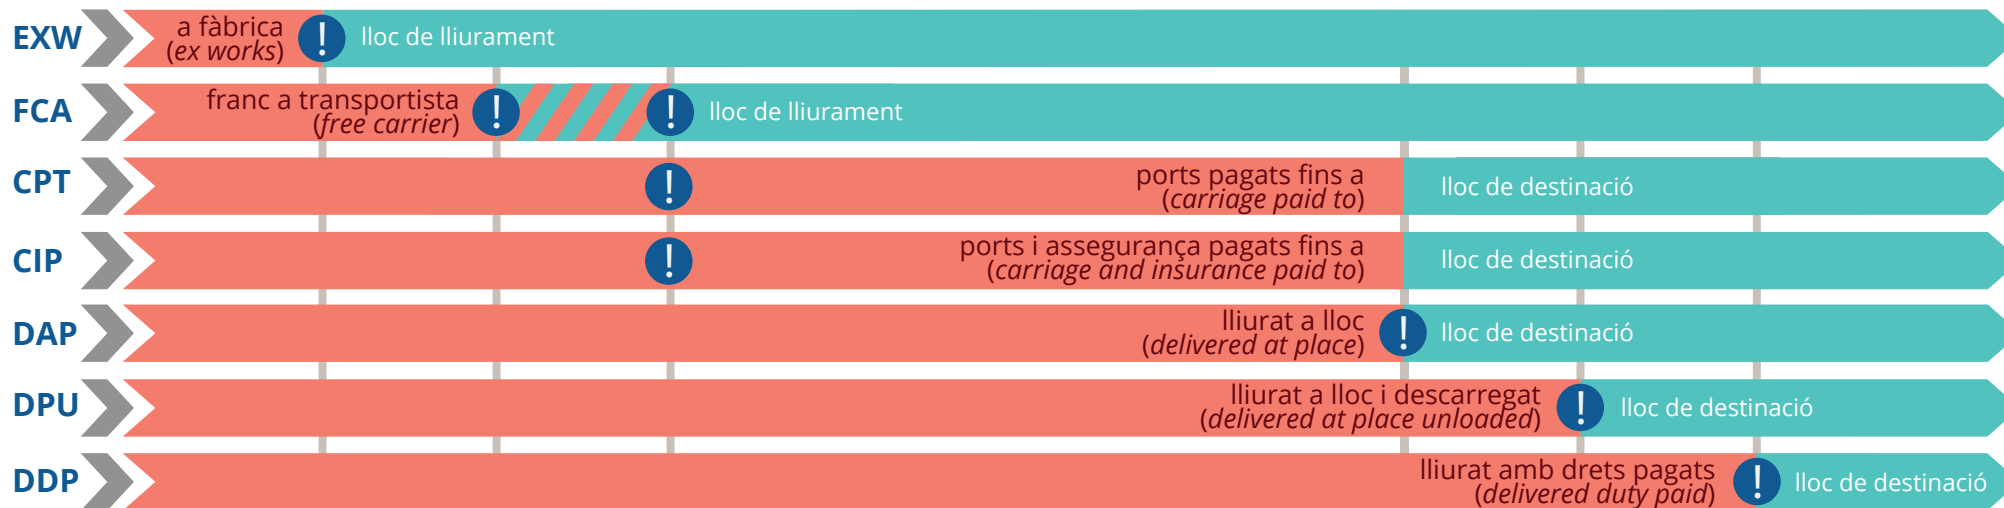 EXW
a fàbrica
(ex works)
!
lloc de lliurament
FCA
franc a transportista
(free carrier)
!
!
lloc de lliurament
CPT
!
ports pagats fins a
(carriage paid to)
lloc de destinació
CIP
!
ports i assegurança pagats fins a
(carriage and insurance paid to)
lloc de destinació
DAP
lliurat a lloc
(delivered at place)
!
lloc de destinació
DPU
lliurat a lloc i descarregat
(delivered at place unloaded)
!
lloc de destinació
DDP
lliurat amb drets pagats
(delivered duty paid)
!
lloc de destinació